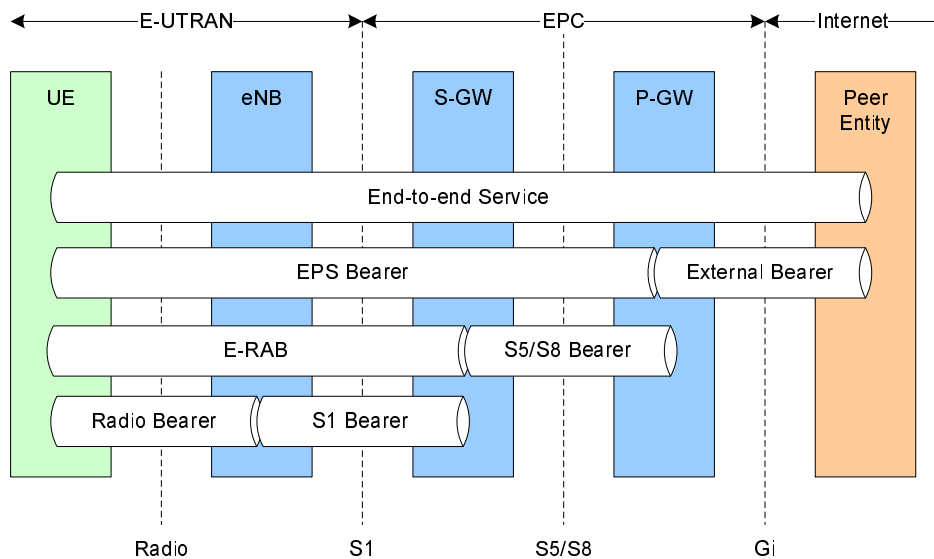 E-UTRAN
EPC
Internet
UE
eNB
S-GW
P-GW
Peer
Entity
End-to-end Service
EPS Bearer
External Bearer
E-RAB
S5/S8 Bearer
Radio Bearer
S1 Bearer
Radio
S1
S5/S8
Gi